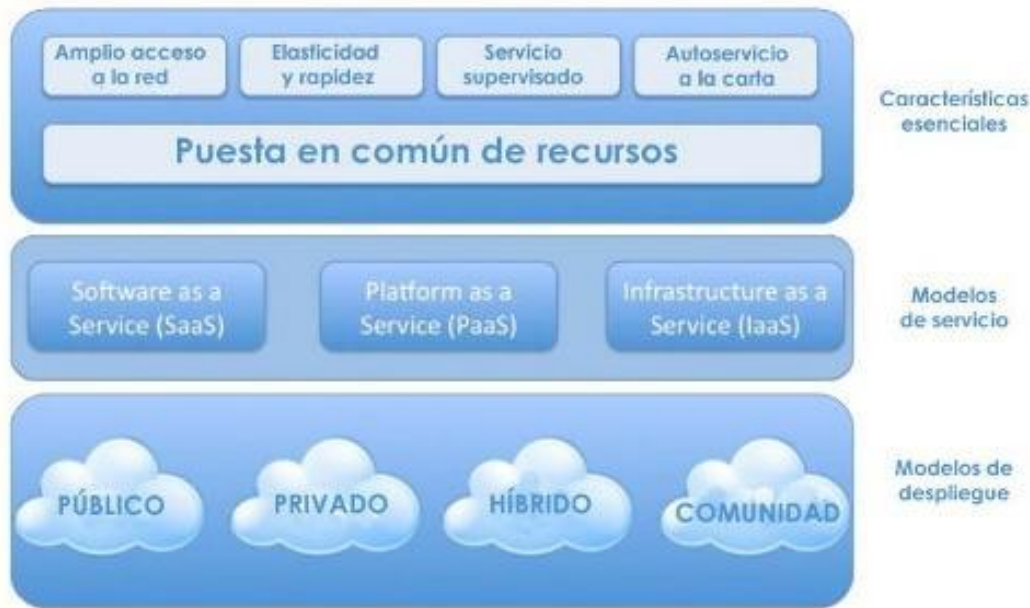 Amplio acceso
a la red
Elasticidad
y rapidez
Servicio
supervisado
Autoservicio
a la carta
Puesta en común de recursos
Características
esenciales
Software as a
Service (SaaS)
Platform as a
Service (PaaS)
Infrastructure as a
Service (IaaS)
Modelos
de servicio
PÚBLICO
PRIVADO
HÍBRIDO
COMUNIDAD
Modelos de
despliegue